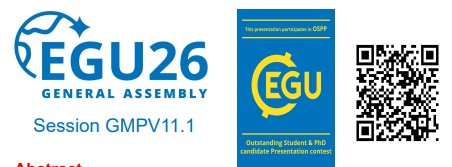 EGU26
GENERAL ASSEMBLY
Session GMPV11.1
This presentation participates in OSPP
EGU
Outstanding Student & PhD
candidate Presentation contest
Abstract